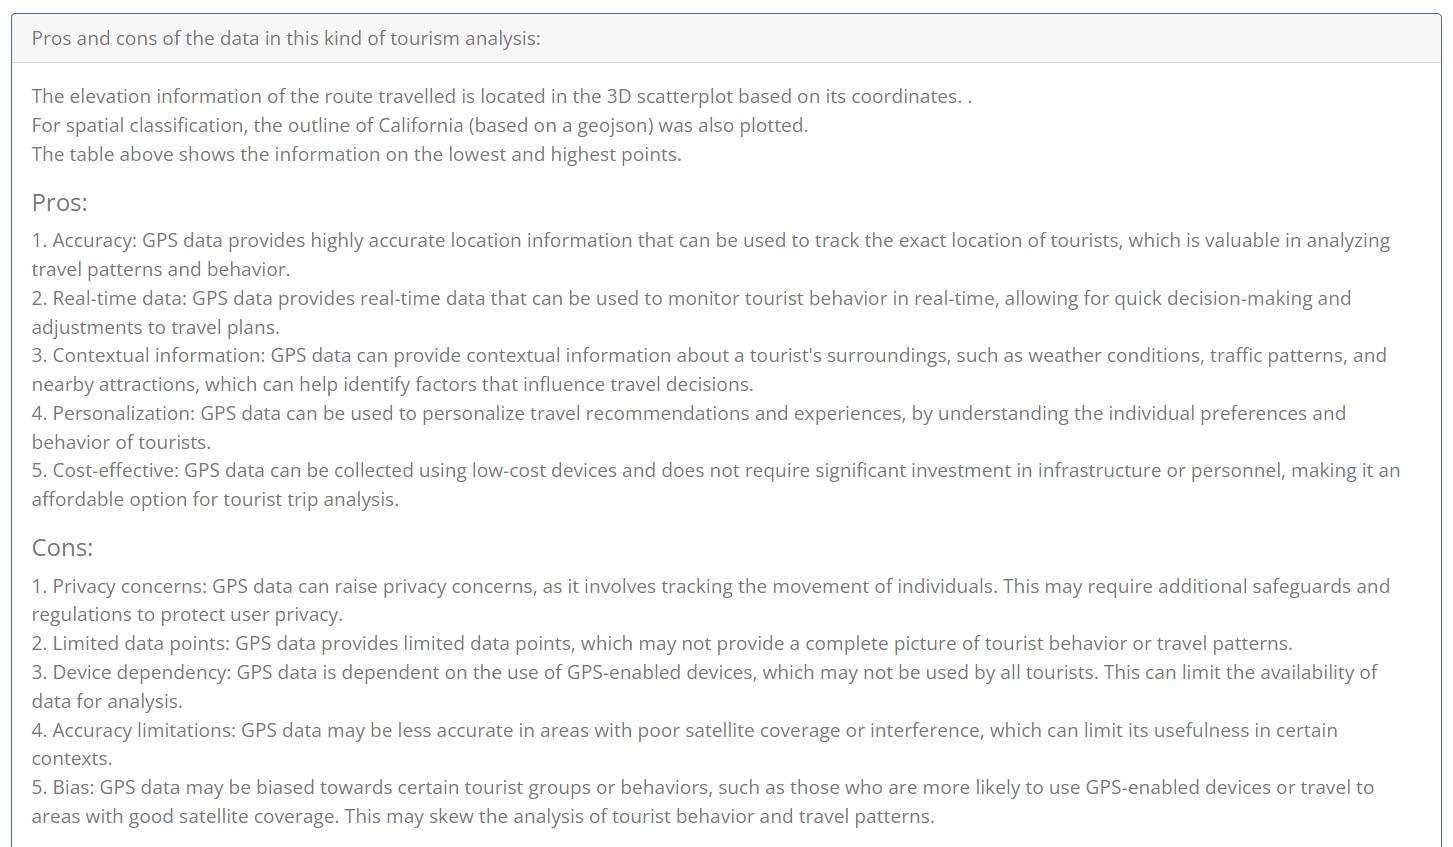 Pros and cons of the data in this kind of tourism analysis:
The elevation information of the route travelled is located in the 3D scatterplot based on its coordinates. .
For spatial classification, the outline of California (based on a geojson) was also plotted.
The table above shows the information on the lowest and highest points.
Pros:
1. Accuracy: GPS data provides highly accurate location information that can be used to track the exact location of tourists, which is valuable in analyzing
travel patterns and behavior.
2. Real-time data: GPS data provides real-time data that can be used to monitor tourist behavior in real-time, allowing for quick decision-making and
adjustments to travel plans.
3. Contextual information: GPS data can provide contextual information about a tourist's surroundings, such as weather conditions, traffic patterns, and
nearby attractions, which can help identify factors that influence travel decisions.
4. Personalization: GPS data can be used to personalize travel recommendations and experiences, by understanding the individual preferences and
behavior of tourists.
5. Cost-effective: GPS data can be collected using low-cost devices and does not require significant investment in infrastructure or personnel, making it an
affordable option for tourist trip analysis.
Cons:
1. Privacy concerns: GPS data can raise privacy concerns, as it involves tracking the movement of individuals. This may require additional safeguards and
regulations to protect user privacy.
2. Limited data points: GPS data provides limited data points, which may not provide a complete picture of tourist behavior or travel patterns.
3. Device dependency: GPS data is dependent on the use of GPS-enabled devices, which may not be used by all tourists. This can limit the availability of
data for analysis.
4. Accuracy limitations: GPS data may be less accurate in areas with poor satellite coverage or interference, which can limit its usefulness in certain
contexts.
5. Bias: GPS data may be biased towards certain tourist groups or behaviors, such as those who are more likely to use GPS-enabled devices or travel to
areas with good satellite coverage. This may skew the analysis of tourist behavior and travel patterns.